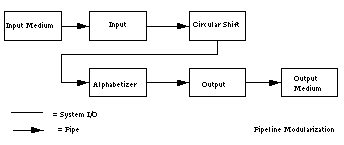 Input Medium
Input
Circular Shift
Alphabetizer
Output
Output
Medium
= System I/O
= Pipe
Pipeline Modularization